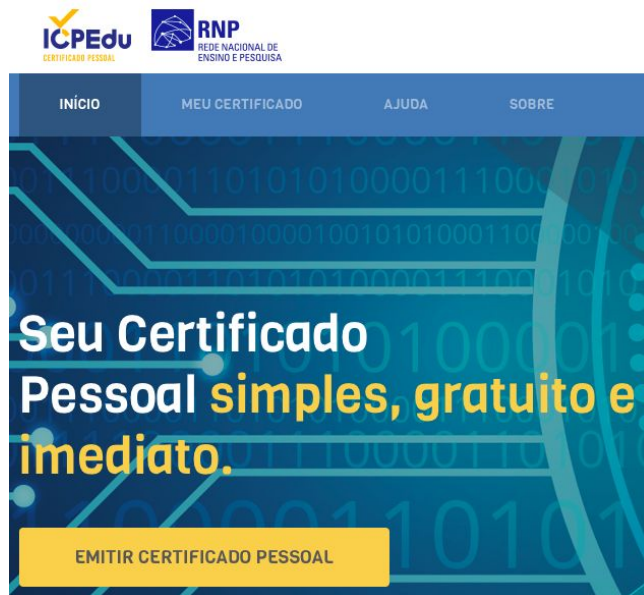 ICPEdu
CERTIFICADO PESSOAL
RNP
REDE NACIONAL DE
ENSINO E PESQUISA
INÍCIO MEU CERTIFICADO AJUDA SOBRE
Seu Certificado
Pessoal simples, gratuito e
imediato.
EMITIR CERTIFICADO PESSOAL